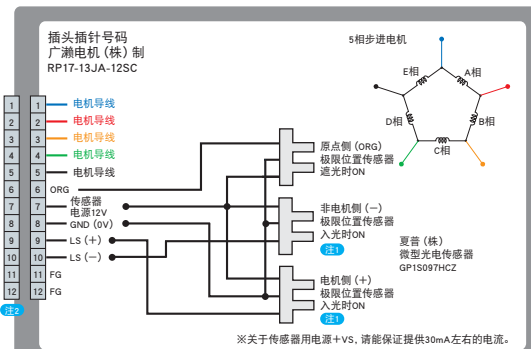 插头插针号码
广濑电机(株)制
RP17-13JA-12SC
5相步进电机
E相
A相
D相
B相
C相
1 1 电机导线
2 2 电机导线
3 3 电机导线
4 4 电机导线
5 5 电机导线
6 6 ORG
7 7 传感器
电源12V
8 8 GND(0V)
9 9 LS(+)
10 10 LS(−)
11 11 FG
12 12 FG
注2
原点侧(ORG)
极限位置传感器
遮光时ON
非电机侧(−)
极限位置传感器
入光时ON
注1
电机侧(+)
极限位置传感器
入光时ON
注1
夏普(株)
微型光电传感器
GP1S097HCZ
※关于传感器用电源+VS,请能保证提供30mA左右的电流。